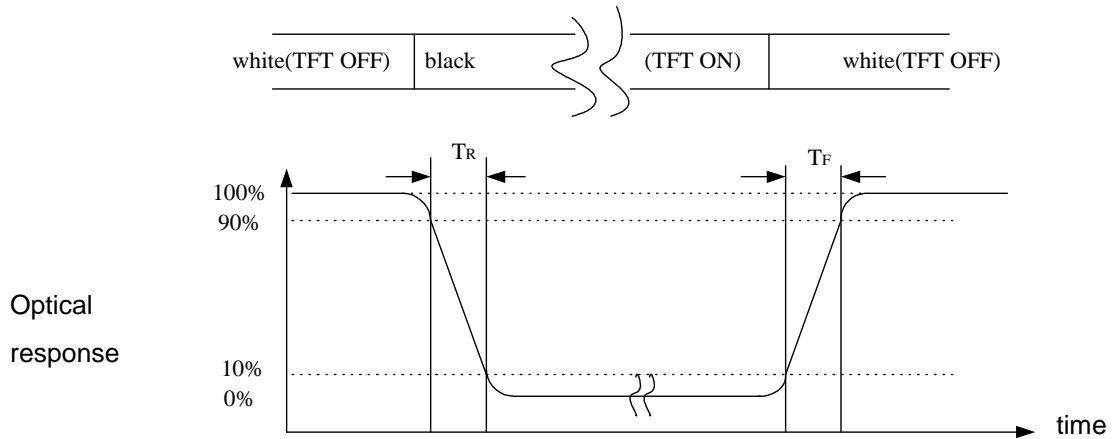 white(TFT OFF) black (TFT ON) white(TFT OFF)
TR TF
100%
90%
Optical
response
10%
0%
time